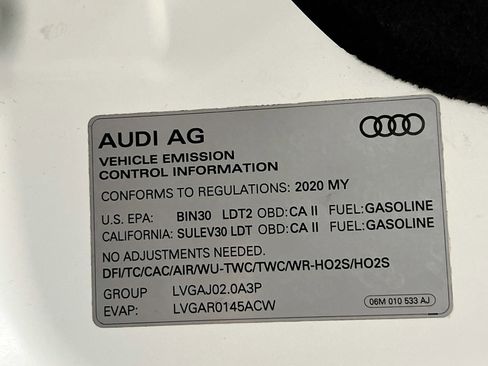 AUDI AG
VEHICLE EMISSION
CONTROL INFORMATION
CONFORMS TO REGULATIONS: 2020 MY
U.S. EPA: BIN30 LDT2 OBD:CA II FUEL:GASOLINE
CALIFORNIA: SULEV30 LDT OBD:CA II FUEL:GASOLINE
NO ADJUSTMENTS NEEDED.
DFI/TC/CAC/AIR/WU-TWC/TWC/WR-HO2S/HO2S
GROUP LVGAJ02.0A3P
EVAP: LVGAR0145ACW
06M 010 533 AJ